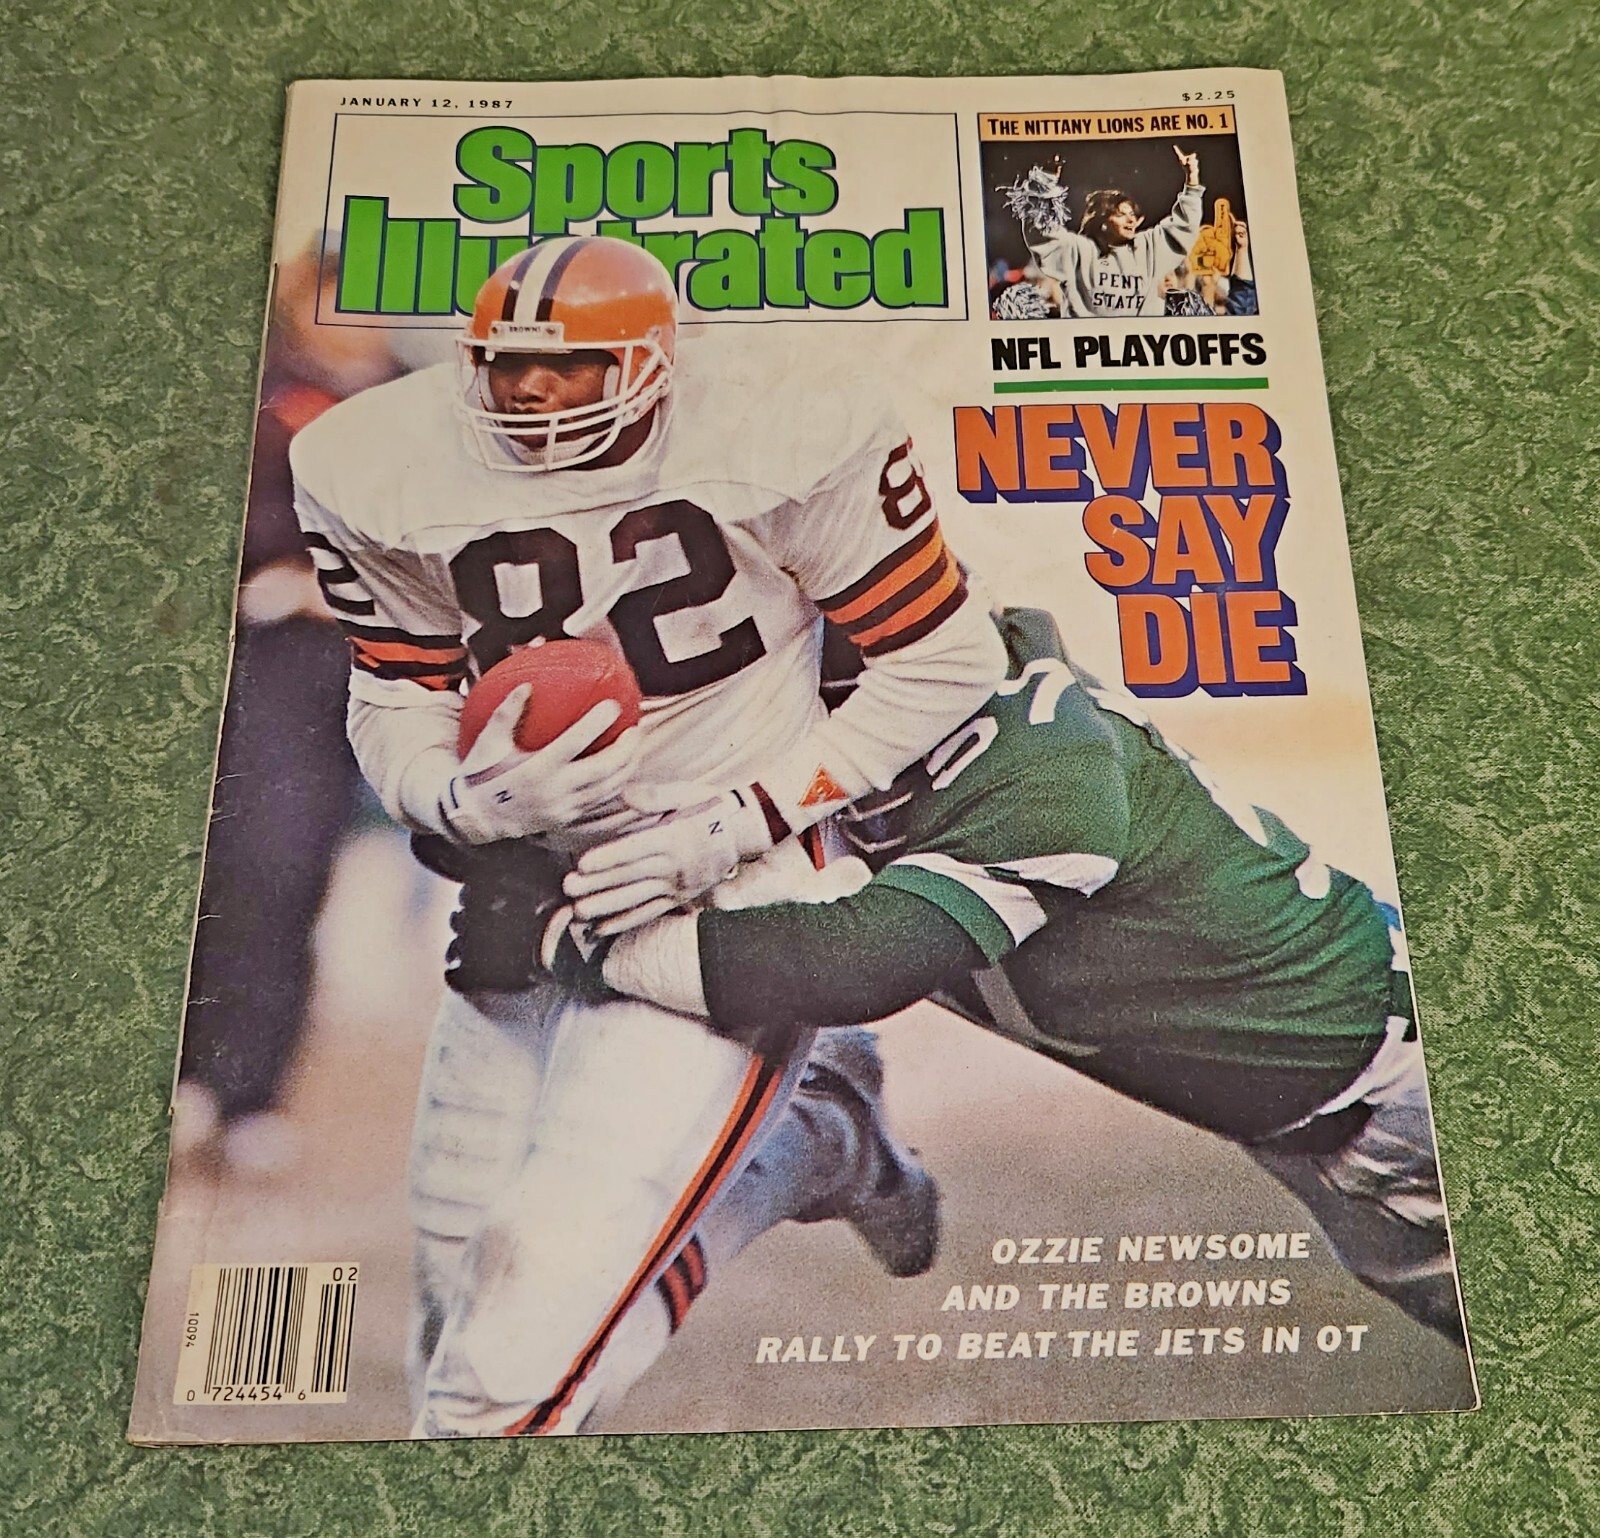 JANUARY 12, 1987
$2.25
Sports
Illustrated
THE NITTANY LIONS ARE NO. 1
PENN
STATE
NFL PLAYOFFS
NEVER
SAY
DIE
BROWNS
82
82
OZZIE NEWSOME
AND THE BROWNS
RALLY TO BEAT THE JETS IN OT
02
10094
0 724454 6